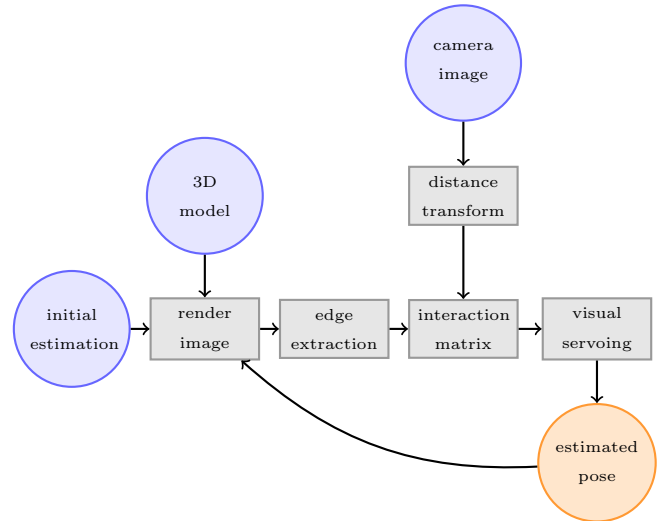 camera
image
3D
model
distance
transform
initial
estimation
render
image
edge
extraction
interaction
matrix
visual
servoing
estimated
pose